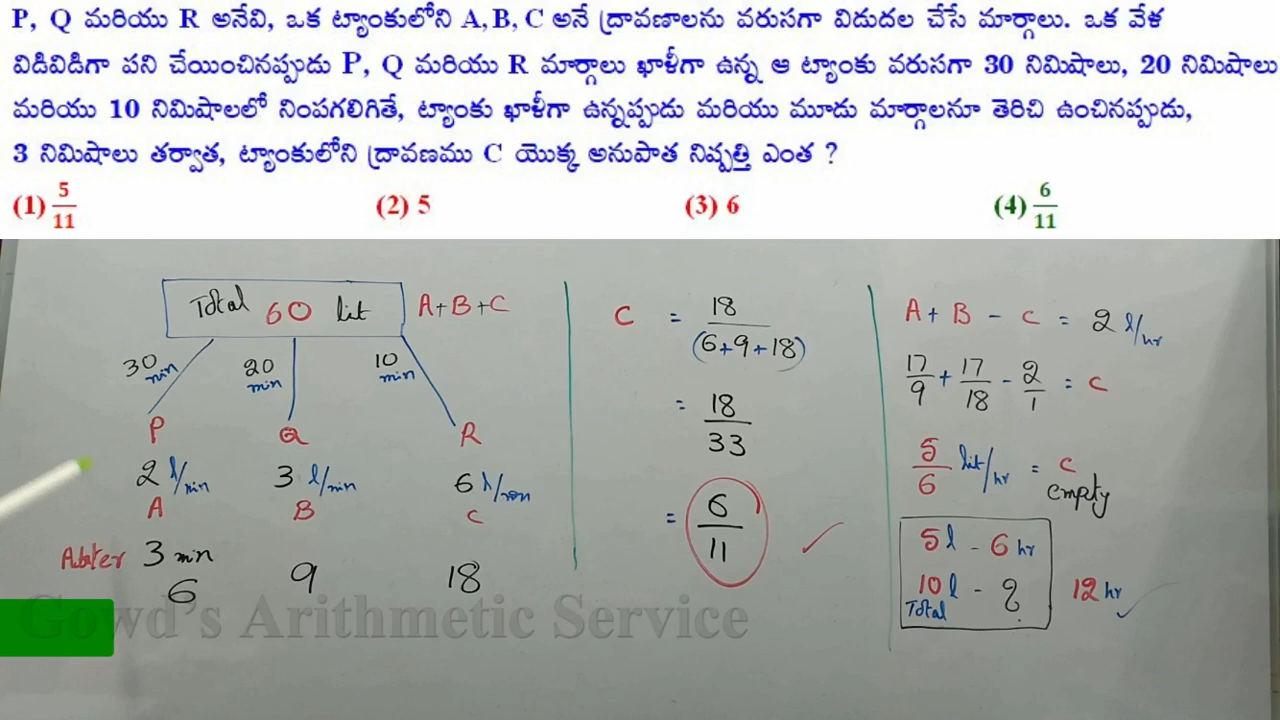 P, Q మరియు R అనేవి, ఒక ట్యాంకులోని A, B, C అనే ద్రావణాలను వరుసగా విడుదల చేసే మార్గాలు. ఒక వేళ
విడివిడిగా పని చేయించినప్పుడు P, Q మరియు R మార్గాలు ఖాళీగా ఉన్న ఆ ట్యాంకు వరుసగా 30 నిమిషాలు, 20 నిమిషాలు
మరియు 10 నిమిషాలలో నింపగలిగితే, ట్యాంకు ఖాళీగా ఉన్నప్పుడు మరియు మూడు మార్గాలనూ తెరిచి ఉంచినప్పుడు,
3 నిమిషాలు తర్వాత, ట్యాంకులోని ద్రావణము C యొక్క అనుపాత నిష్పత్తి ఎంత ?
(1) 5/11 (2) 5 (3) 6 (4) 6/11
Total 60 lit A+B+C
30 min 20 min 10 min
P Q R
2 l/min 3 l/min 6 l/min
A B C
3 min
6 9 18
C = 18/(6+9+18)
= 18/33
= 6/11
A + B - C = 2 l/hr
17/9 + 17/18 - 2/1 = C
5/6 lit/hr = C
empty
5l - 6 hr
10l - ? 12 hr
Total
Gowd's Arithmetic Service